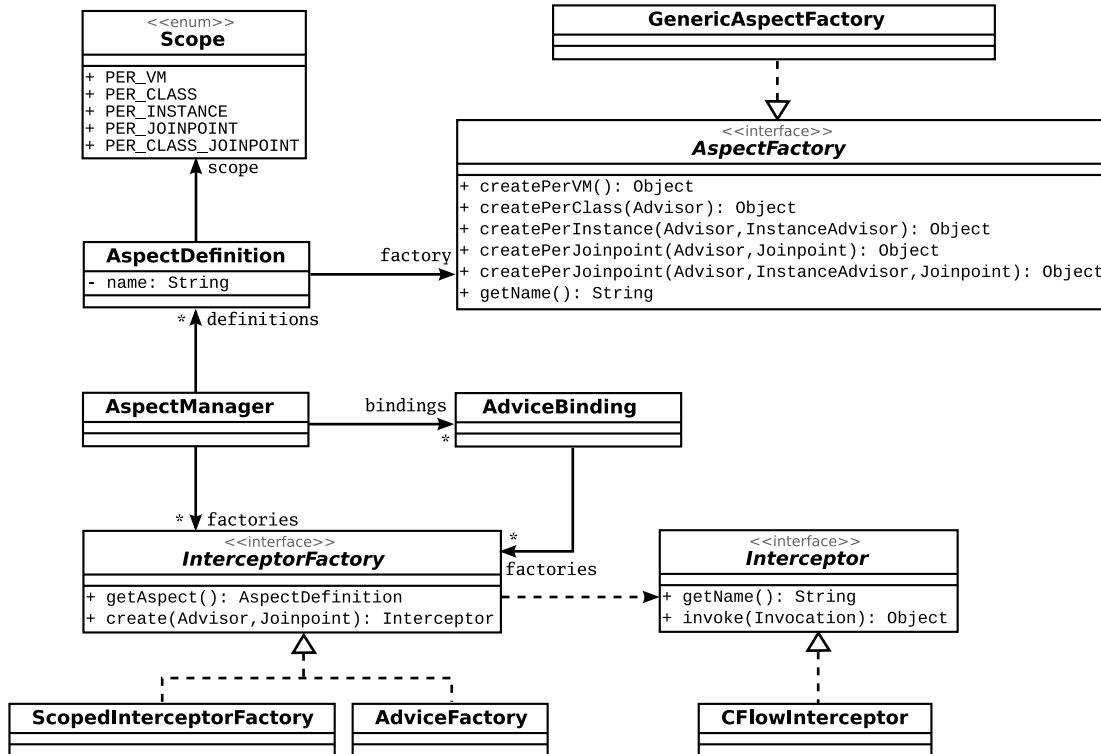 <<enum>>
Scope
+ PER_VM
+ PER_CLASS
+ PER_INSTANCE
+ PER_JOINPOINT
+ PER_CLASS_JOINPOINT
GenericAspectFactory
<<interface>>
AspectFactory
+ createPerVM(): Object
+ createPerClass(Advisor): Object
+ createPerInstance(Advisor,InstanceAdvisor): Object
+ createPerJoinpoint(Advisor,Joinpoint): Object
+ createPerJoinpoint(Advisor,InstanceAdvisor,Joinpoint): Object
+ getName(): String
scope
AspectDefinition
- name: String
factory
* definitions
AspectManager
bindings
*
AdviceBinding
* factories
<<interface>>
InterceptorFactory
+ getAspect(): AspectDefinition
+ create(Advisor,Joinpoint): Interceptor
*
factories
<<interface>>
Interceptor
+ getName(): String
+ invoke(Invocation): Object
ScopedInterceptorFactory
AdviceFactory
CFlowInterceptor